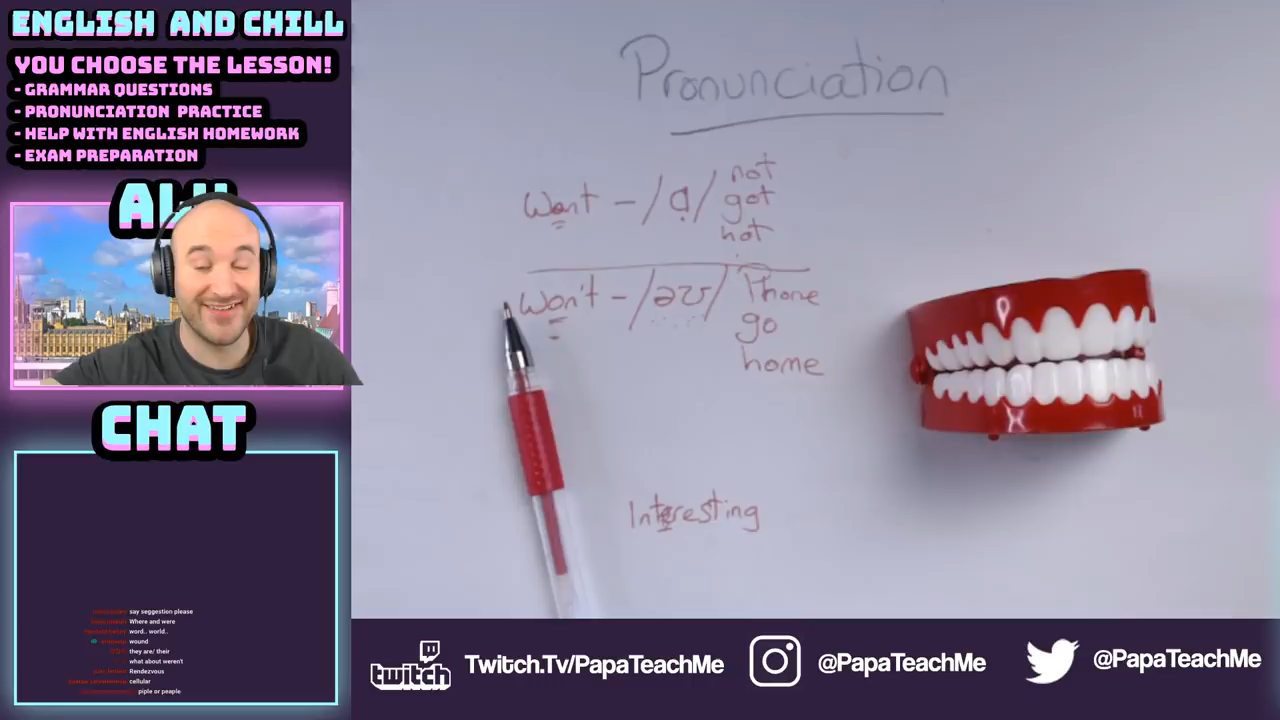 ENGLISH AND CHILL
YOU CHOOSE THE LESSON!
- GRAMMAR QUESTIONS
- PRONUNCIATION PRACTICE
- HELP WITH ENGLISH HOMEWORK
- EXAM PREPARATION
CHAT
say seggestion please
Where and were
word.. world..
wound
they are/ their
what about weren't
Rendezvous
cellular
piple or peaple
Pronunciation
Want - /ɒ/ not
got
hot
Won't - /əʊ/ Phone
go
home
Interesting
twitch
Twitch.Tv/PapaTeachMe
@PapaTeachMe
@PapaTeachMe